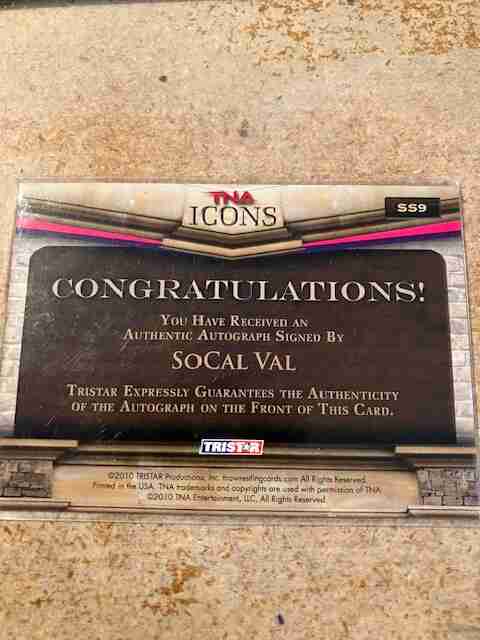 TNA
ICONS
SS9
CONGRATULATIONS!
YOU HAVE RECEIVED AN
AUTHENTIC AUTOGRAPH SIGNED BY
SOCAL VAL
TRISTAR EXPRESSLY GUARANTEES THE AUTHENTICITY
OF THE AUTOGRAPH ON THE FRONT OF THIS CARD.
TRISTAR
©2010 TRISTAR Productions, Inc. tnawrestlingcards.com All Rights Reserved.
Printed in the USA. TNA trademarks and copyrights are used with permission of TNA.
©2010 TNA Entertainment, LLC, All Rights Reserved.